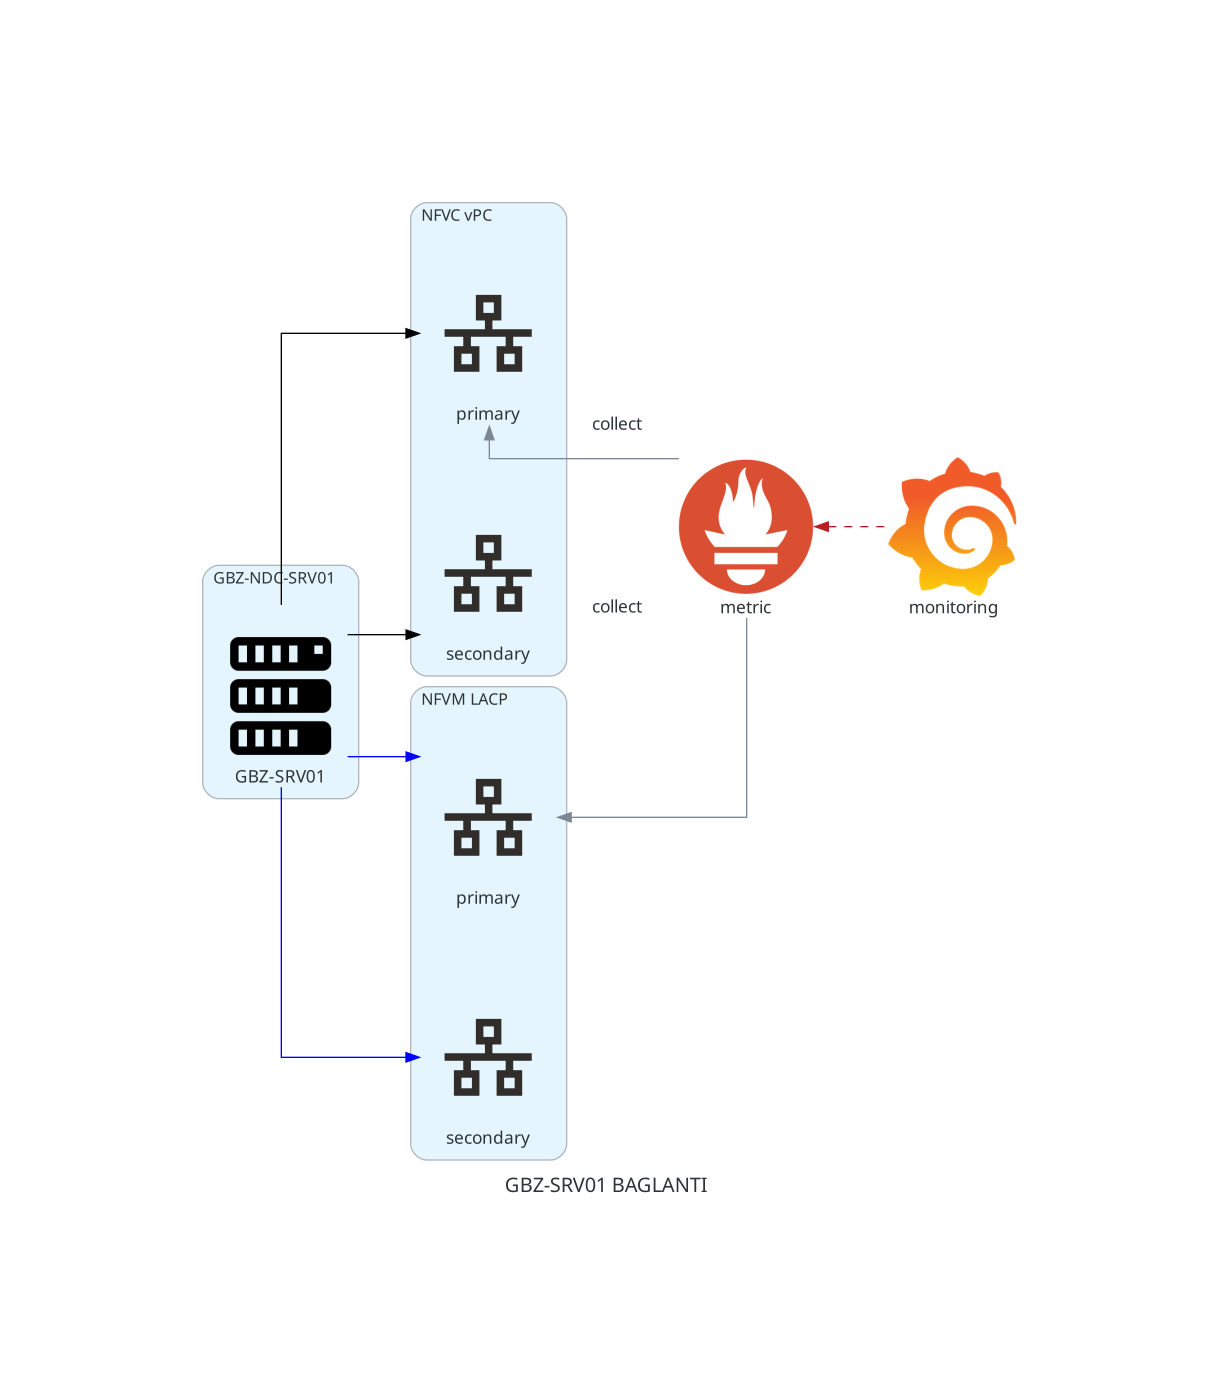 NFVC vPC
primary
collect
secondary
collect
metric
monitoring
GBZ-NDC-SRV01
GBZ-SRV01
NFVM LACP
primary
secondary
GBZ-SRV01 BAGLANTI